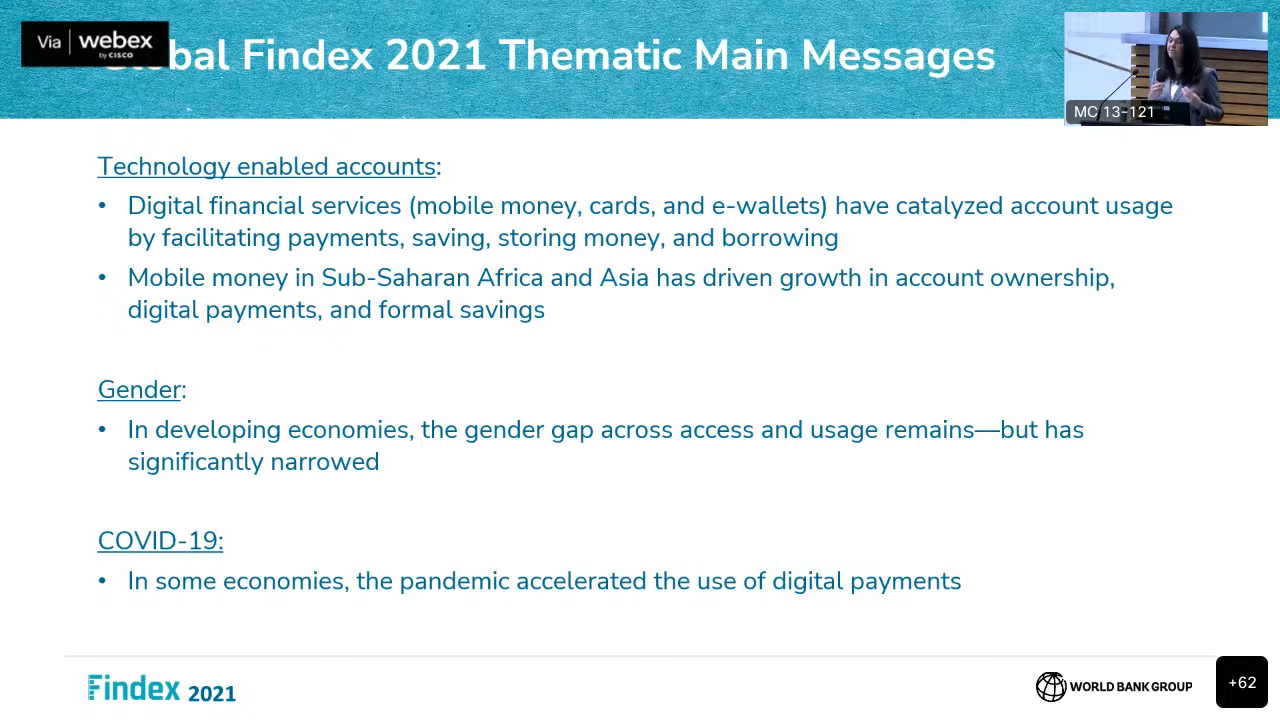 Via webex
by CISCO
Global Findex 2021 Thematic Main Messages
MC 13-121
Technology enabled accounts:
• Digital financial services (mobile money, cards, and e-wallets) have catalyzed account usage
by facilitating payments, saving, storing money, and borrowing
• Mobile money in Sub-Saharan Africa and Asia has driven growth in account ownership,
digital payments, and formal savings
Gender:
• In developing economies, the gender gap across access and usage remains—but has
significantly narrowed
COVID-19:
• In some economies, the pandemic accelerated the use of digital payments
Findex 2021
WORLD BANK GROUP
+62